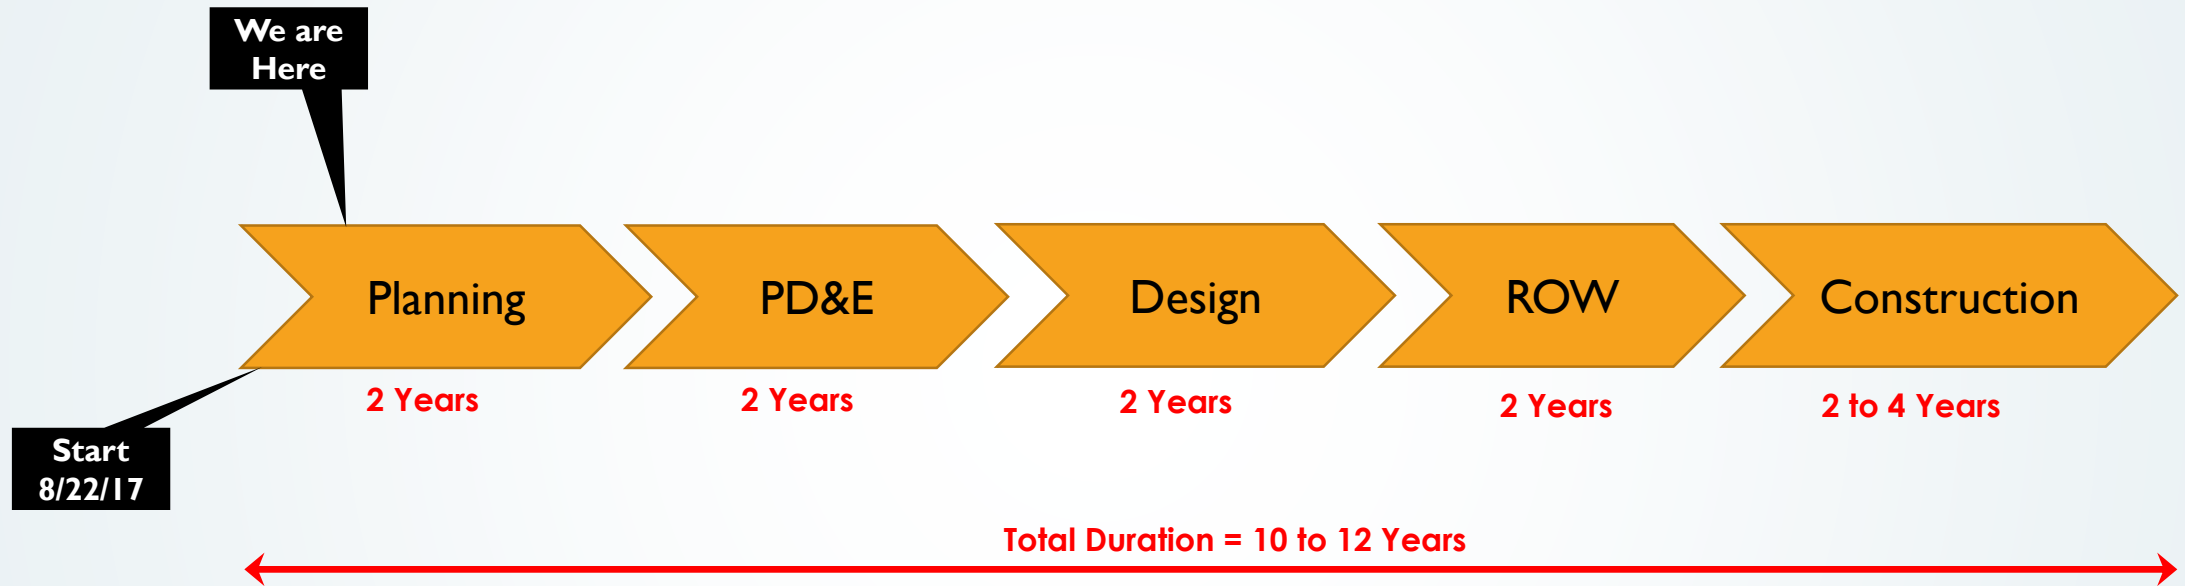 We are
Here
Planning
PD&E
Design
ROW
Construction
2 Years
2 Years
2 Years
2 Years
2 to 4 Years
Start
8/22/17
Total Duration = 10 to 12 Years